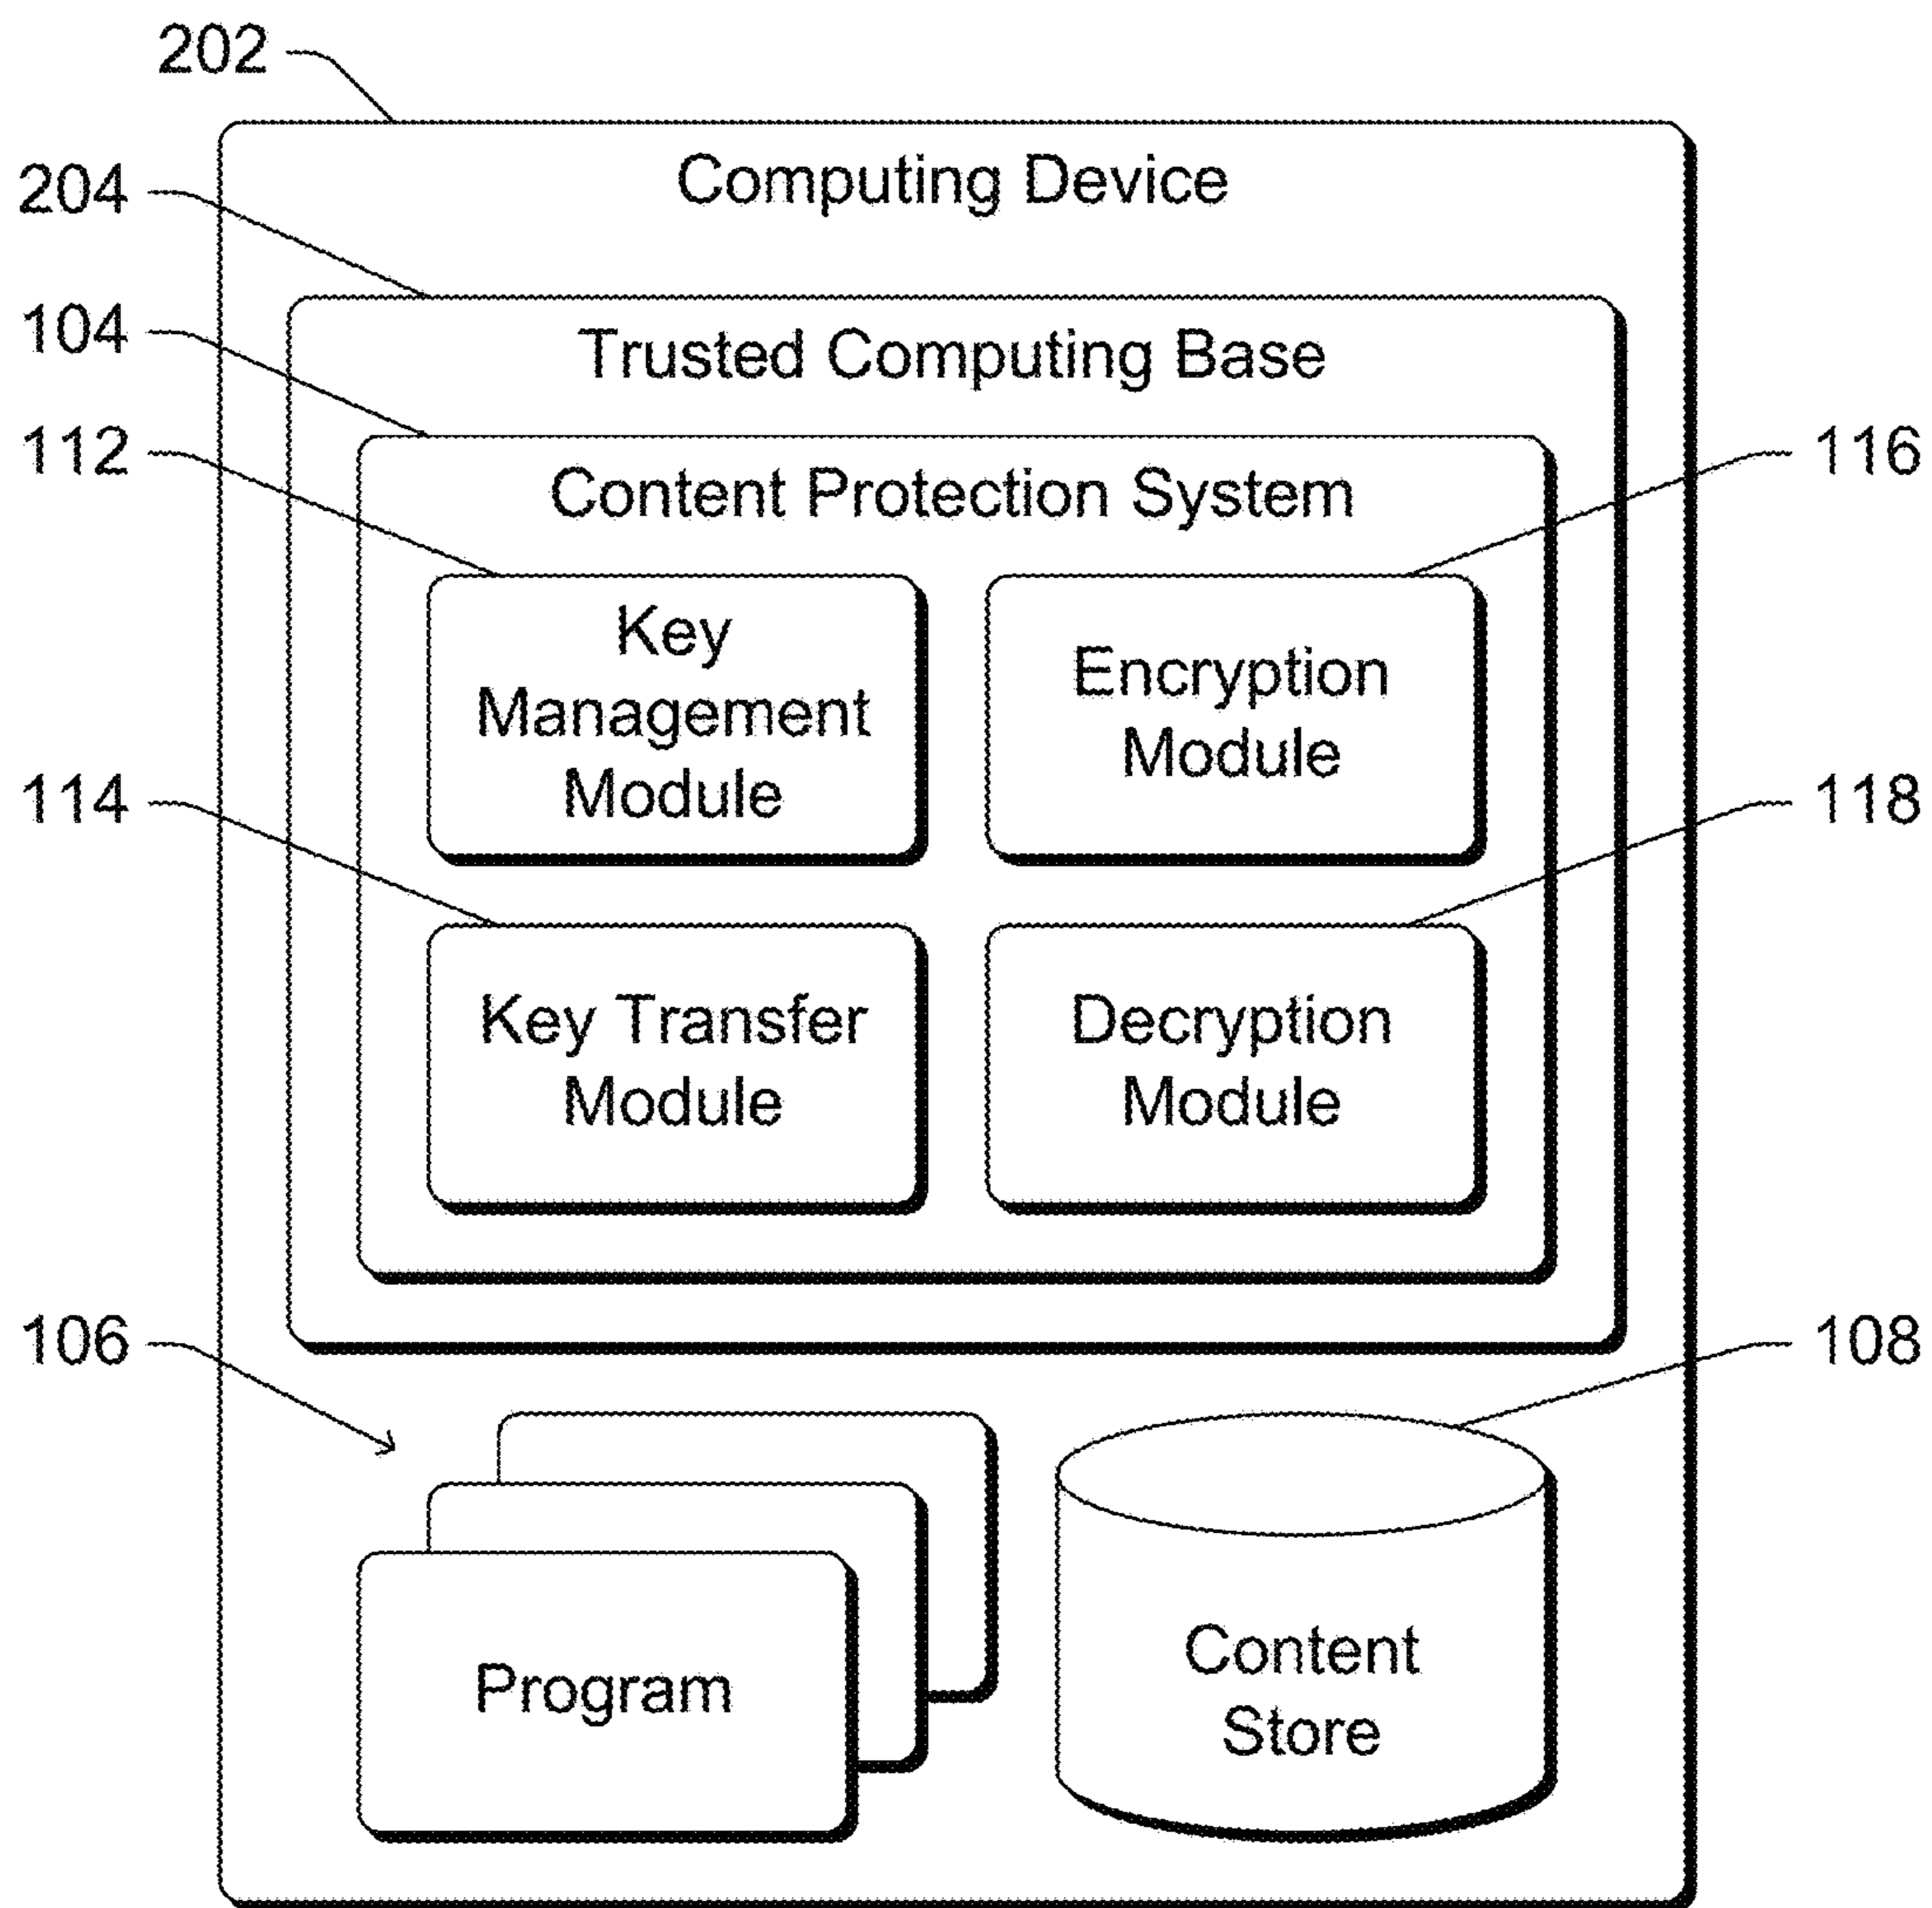 202
Computing Device
204
Trusted Computing Base
104
Content Protection System
112
116
Key
Management
Module
Encryption
Module
114
118
Key Transfer
Module
Decryption
Module
106
108
Program
Content
Store